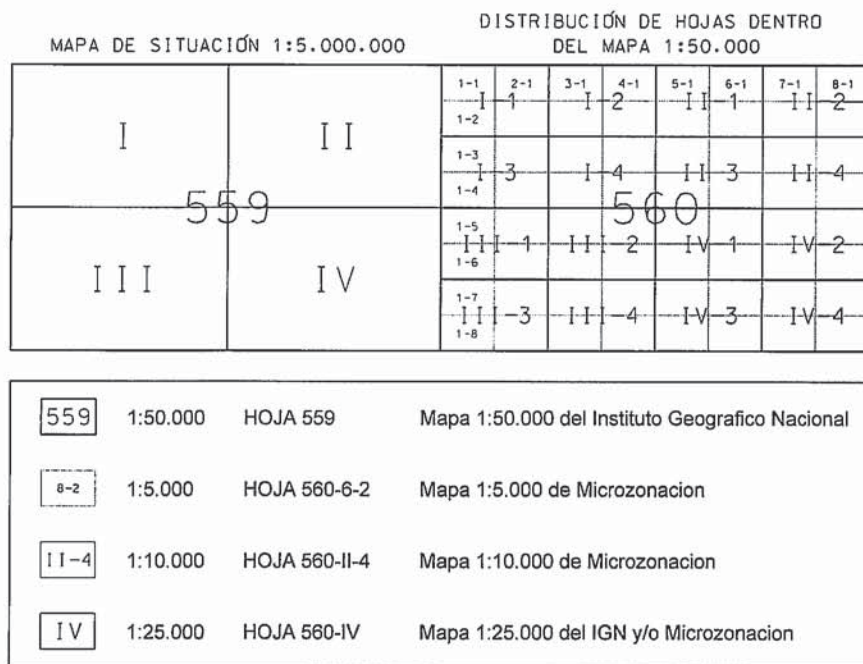 MAPA DE SITUACIÓN 1:5.000.000
DISTRIBUCIÓN DE HOJAS DENTRO
DEL MAPA 1:50.000
I II
559
III IV
1-1 2-1 3-1 4-1 5-1 6-1 7-1 8-1
I-1 I-2 II-1 II-2
1-2
1-3
I-3 I-4 II-3 II-4
1-4
560
1-5
III-1 III-2 IV-1 IV-2
1-6
1-7
III-3 III-4 IV-3 IV-4
1-8
559 1:50.000 HOJA 559 Mapa 1:50.000 del Instituto Geografico Nacional
8-2 1:5.000 HOJA 560-6-2 Mapa 1:5.000 de Microzonacion
II-4 1:10.000 HOJA 560-II-4 Mapa 1:10.000 de Microzonacion
IV 1:25.000 HOJA 560-IV Mapa 1:25.000 del IGN y/o Microzonacion